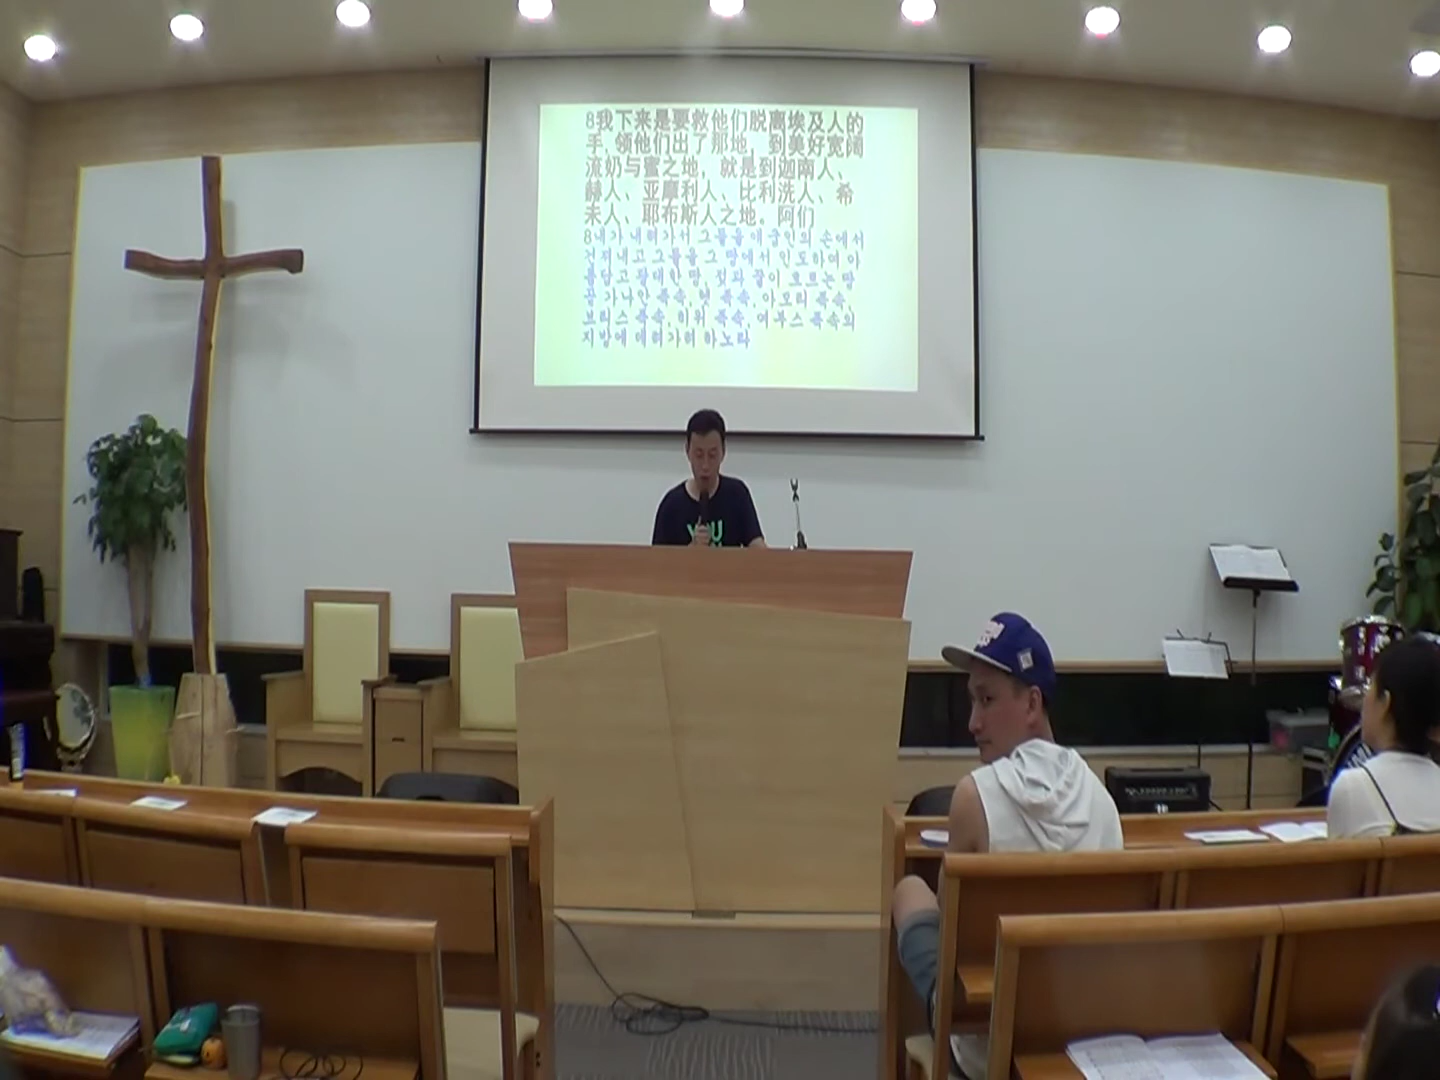 8我下来是要救他们脱离埃及人的
手, 领他们出了那地, 到美好宽阔
流奶与蜜之地, 就是到迦南人、
赫人、亚摩利人、比利洗人、希
未人、耶布斯人之地。阿们
8내가 내려가서 그들을 애굽인의 손에서
건져내고 그들을 그 땅에서 인도하여 아
름답고 광대한 땅, 젖과 꿀이 흐르는 땅
곧 가나안 족속, 헷 족속, 아모리 족속,
브리스 족속, 히위 족속, 여부스 족속의
지방에 데려가려 하노라
YOU